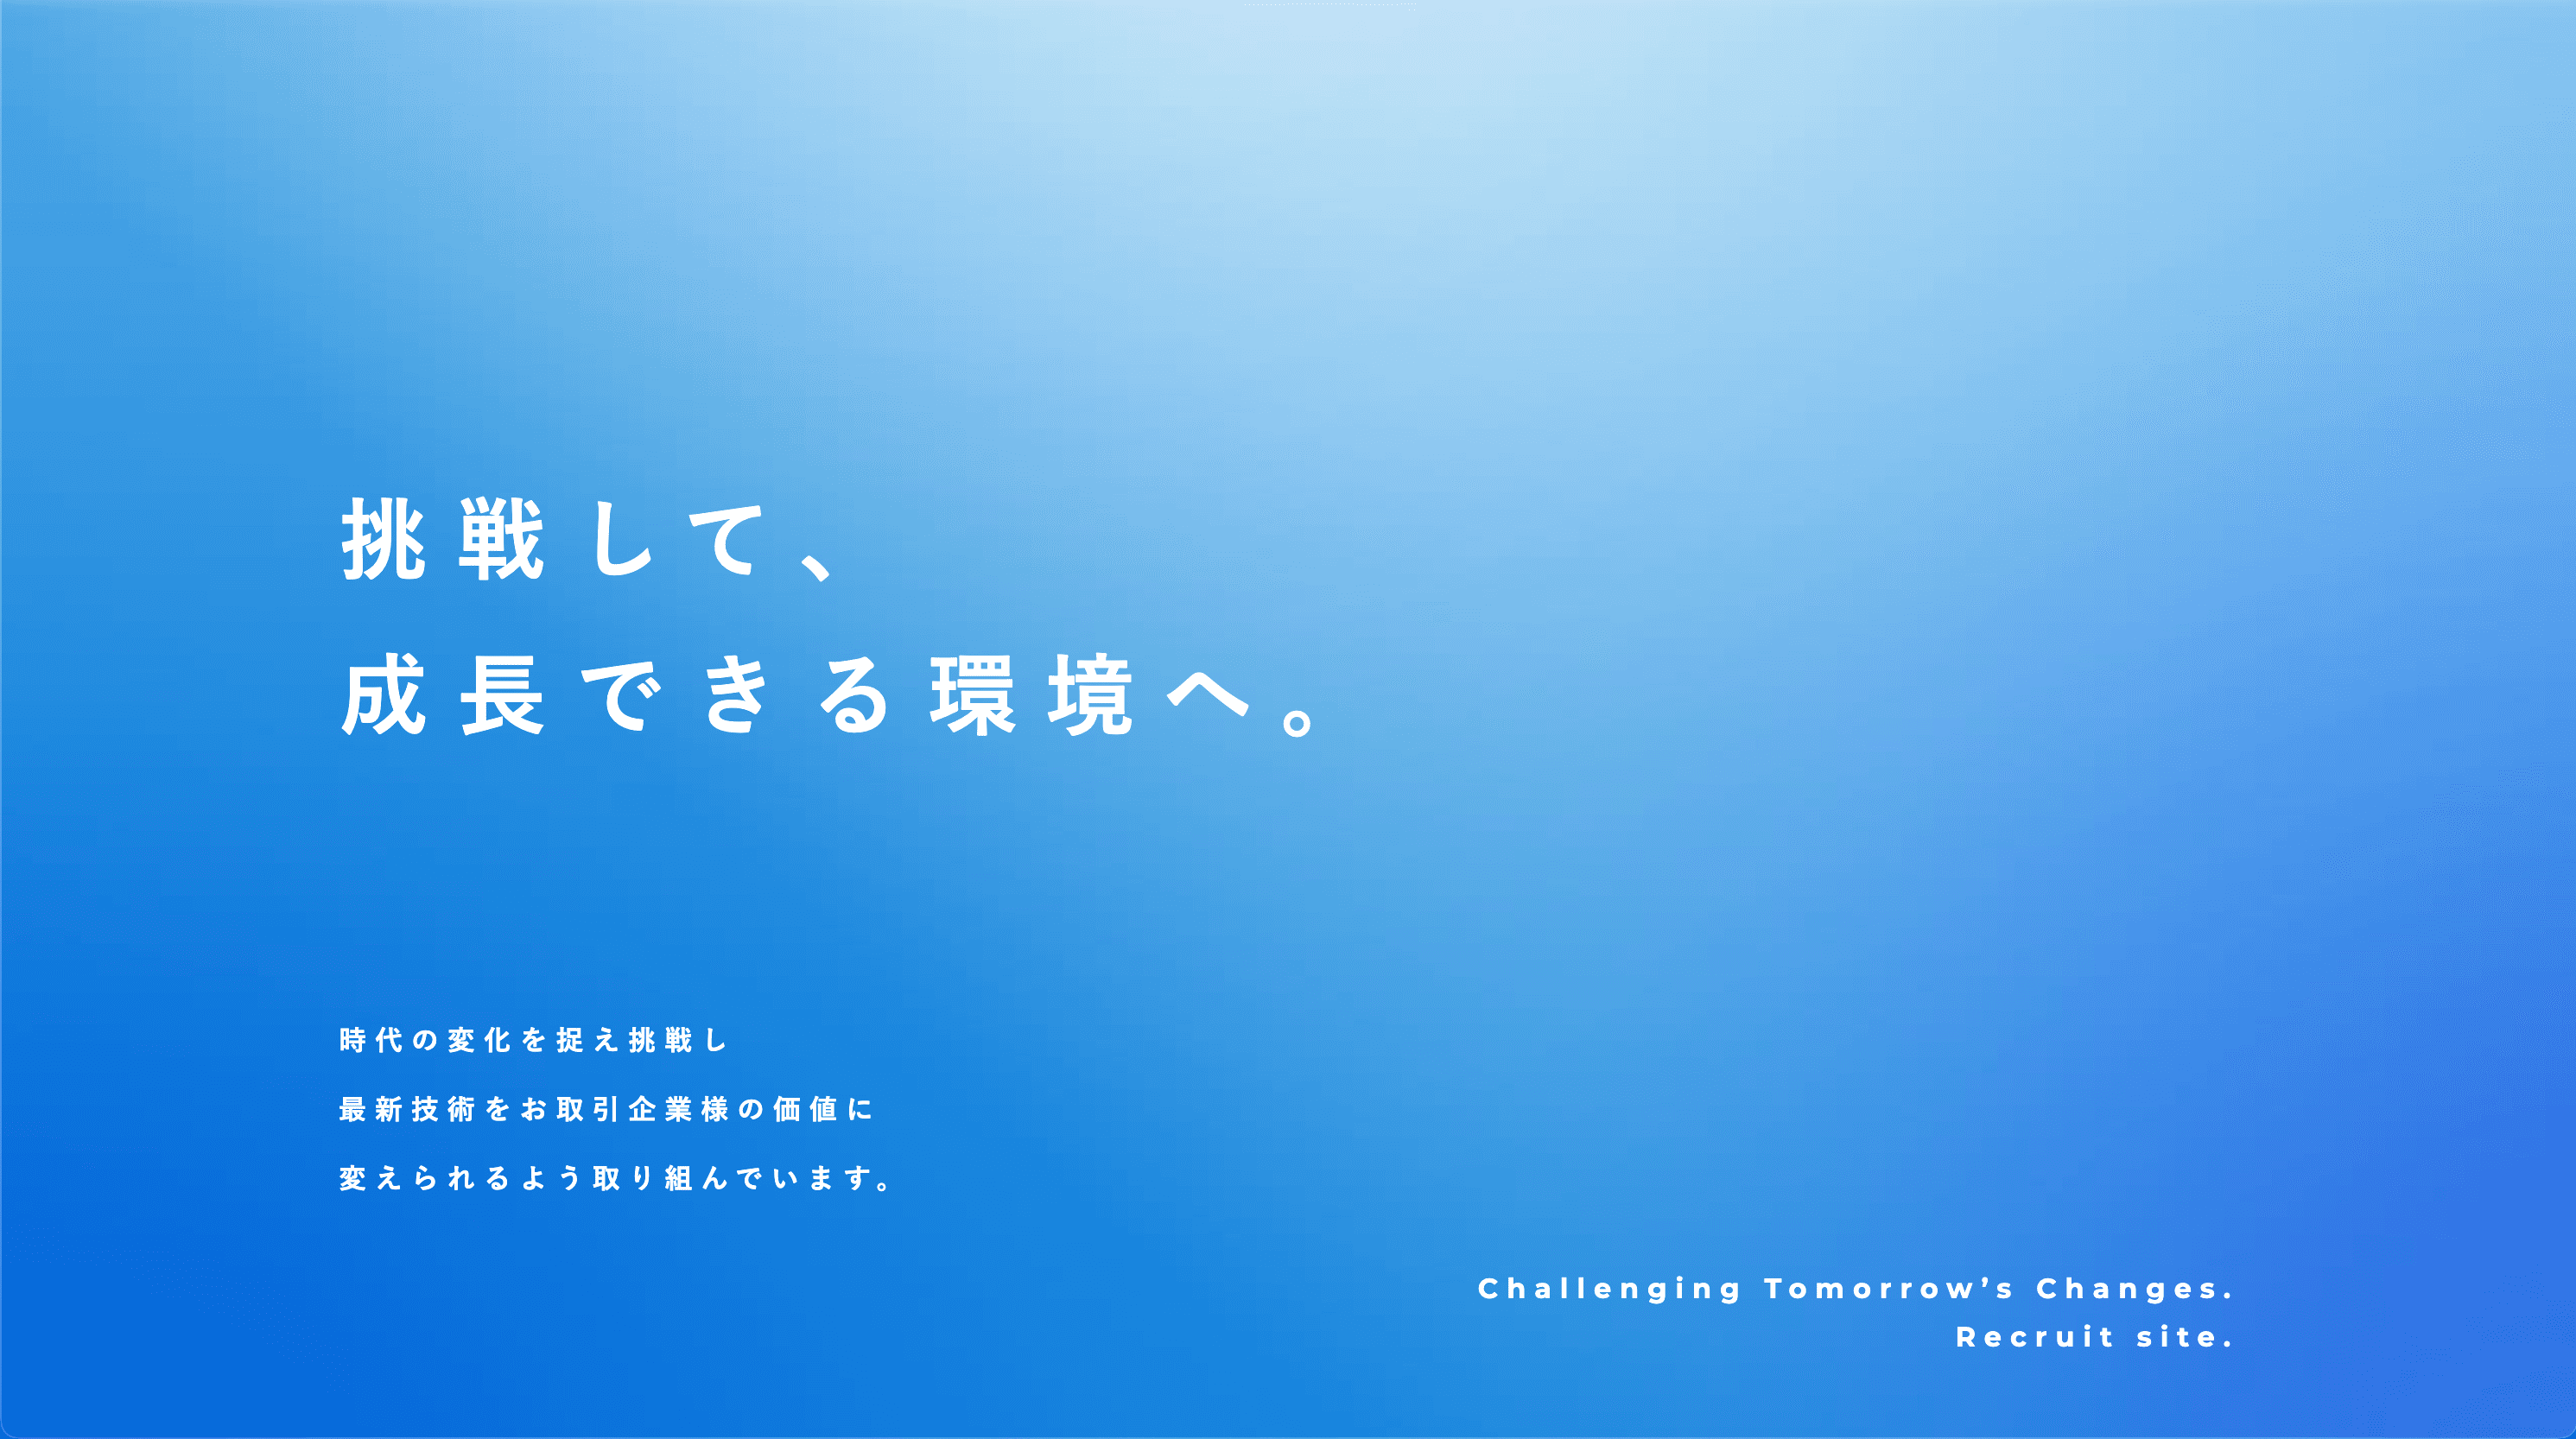 挑戦して、
成長できる環境へ。
時代の変化を捉え挑戦し
最新技術をお取引企業様の価値に
変えられるよう取り組んでいます。
Challenging Tomorrow’s Changes.
Recruit site.